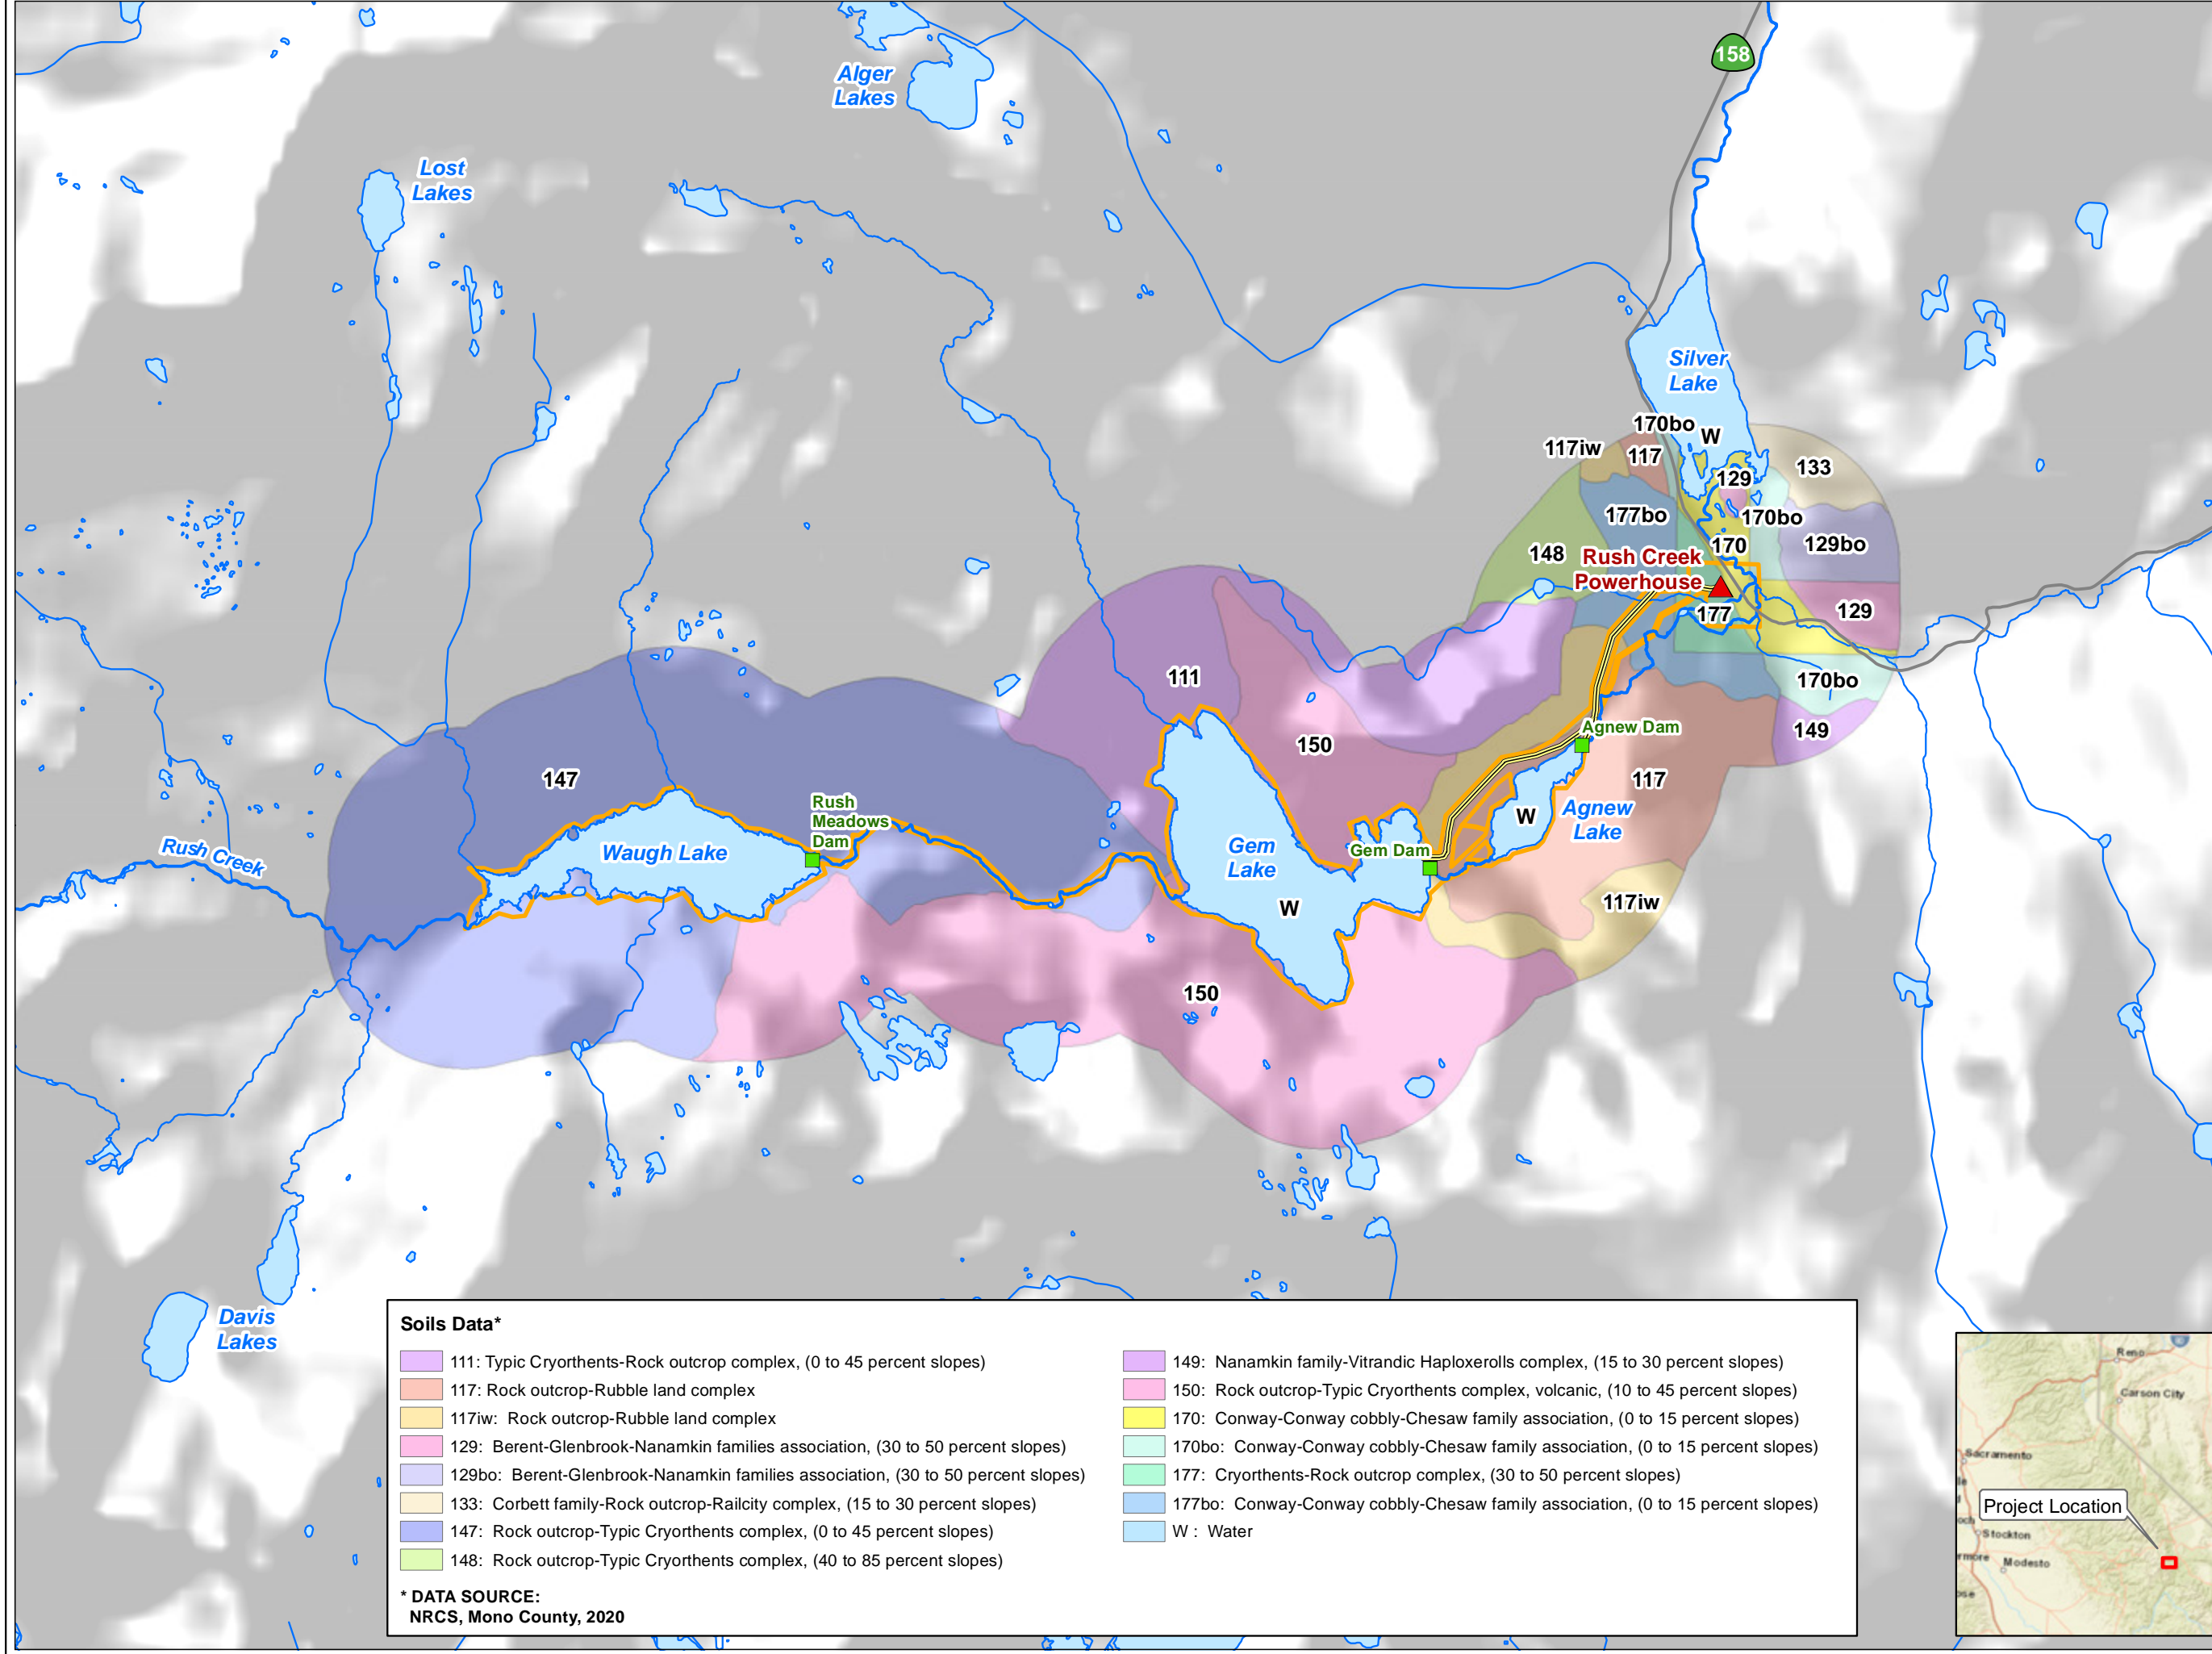 158
Alger
Lakes
Lost
Lakes
Silver
Lake
170bo
W
117iw
117
133
129
177bo
170bo
170
129bo
148
Rush Creek
Powerhouse
177
129
111
170bo
149
Agnew Dam
150
147
117
Rush
Meadows
Dam
Agnew
Lake
W
Waugh Lake
Gem
Lake
Gem Dam
Rush Creek
117iw
W
150
Davis
Lakes
Soils Data*
111: Typic Cryorthents-Rock outcrop complex, (0 to 45 percent slopes)
117: Rock outcrop-Rubble land complex
117iw: Rock outcrop-Rubble land complex
129: Berent-Glenbrook-Nanamkin families association, (30 to 50 percent slopes)
129bo: Berent-Glenbrook-Nanamkin families association, (30 to 50 percent slopes)
133: Corbett family-Rock outcrop-Railcity complex, (15 to 30 percent slopes)
147: Rock outcrop-Typic Cryorthents complex, (0 to 45 percent slopes)
148: Rock outcrop-Typic Cryorthents complex, (40 to 85 percent slopes)
149: Nanamkin family-Vitrandic Haploxerolls complex, (15 to 30 percent slopes)
150: Rock outcrop-Typic Cryorthents complex, volcanic, (10 to 45 percent slopes)
170: Conway-Conway cobbly-Chesaw family association, (0 to 15 percent slopes)
170bo: Conway-Conway cobbly-Chesaw family association, (0 to 15 percent slopes)
177: Cryorthents-Rock outcrop complex, (30 to 50 percent slopes)
177bo: Conway-Conway cobbly-Chesaw family association, (0 to 15 percent slopes)
W : Water
* DATA SOURCE:
NRCS, Mono County, 2020
Reno
Carson City
Sacramento
Project Location
Stockton
Modesto